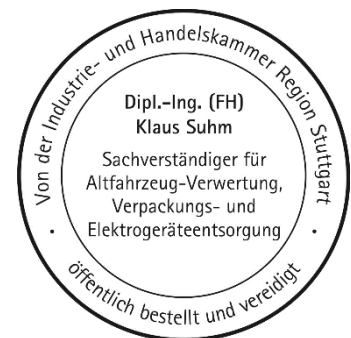 Von der Industrie- und Handelskammer Region Stuttgart
Dipl.-Ing. (FH)
Klaus Suhm
Sachverständiger für
Altfahrzeug-Verwertung,
Verpackungs- und
Elektrogeräteentsorgung
· öffentlich bestellt und vereidigt ·